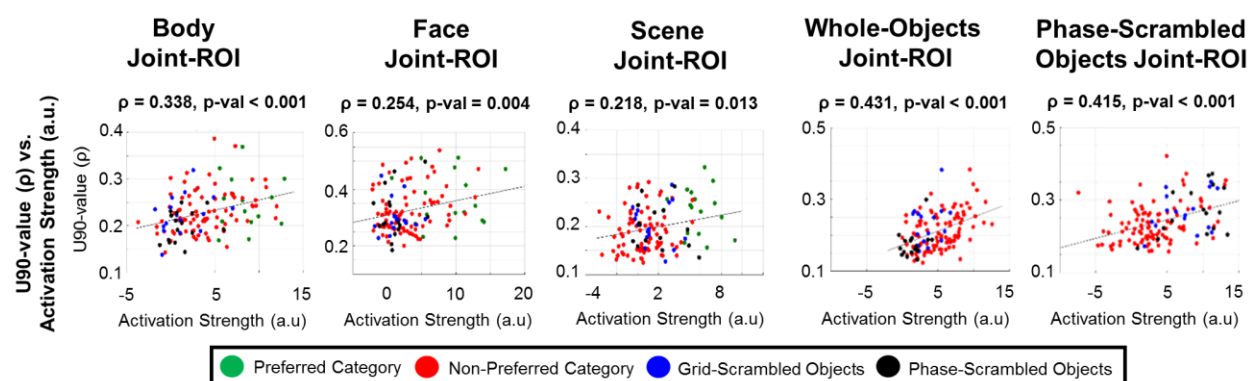 Body
Joint-ROI
Face
Joint-ROI
Scene
Joint-ROI
Whole-Objects
Joint-ROI
Phase-Scrambled
Objects Joint-ROI
ρ = 0.338, p-val < 0.001
ρ = 0.254, p-val = 0.004
ρ = 0.218, p-val = 0.013
ρ = 0.431, p-val < 0.001
ρ = 0.415, p-val < 0.001
U90-value (ρ) vs.
Activation Strength (a.u.)
U90-value (ρ)
0.4
0.3
0.2
0.1
-5
5
15
Activation Strength (a.u)
0.6
0.4
0.2
0
10
20
Activation Strength (a.u)
0.4
0.3
0.2
0.1
-4
2
8
Activation Strength (a.u)
0.5
0.3
0.1
-5
5
15
Activation Strength (a.u)
0.5
0.3
0.1
-5
5
15
Activation Strength (a.u)
Preferred Category
Non-Preferred Category
Grid-Scrambled Objects
Phase-Scrambled Objects